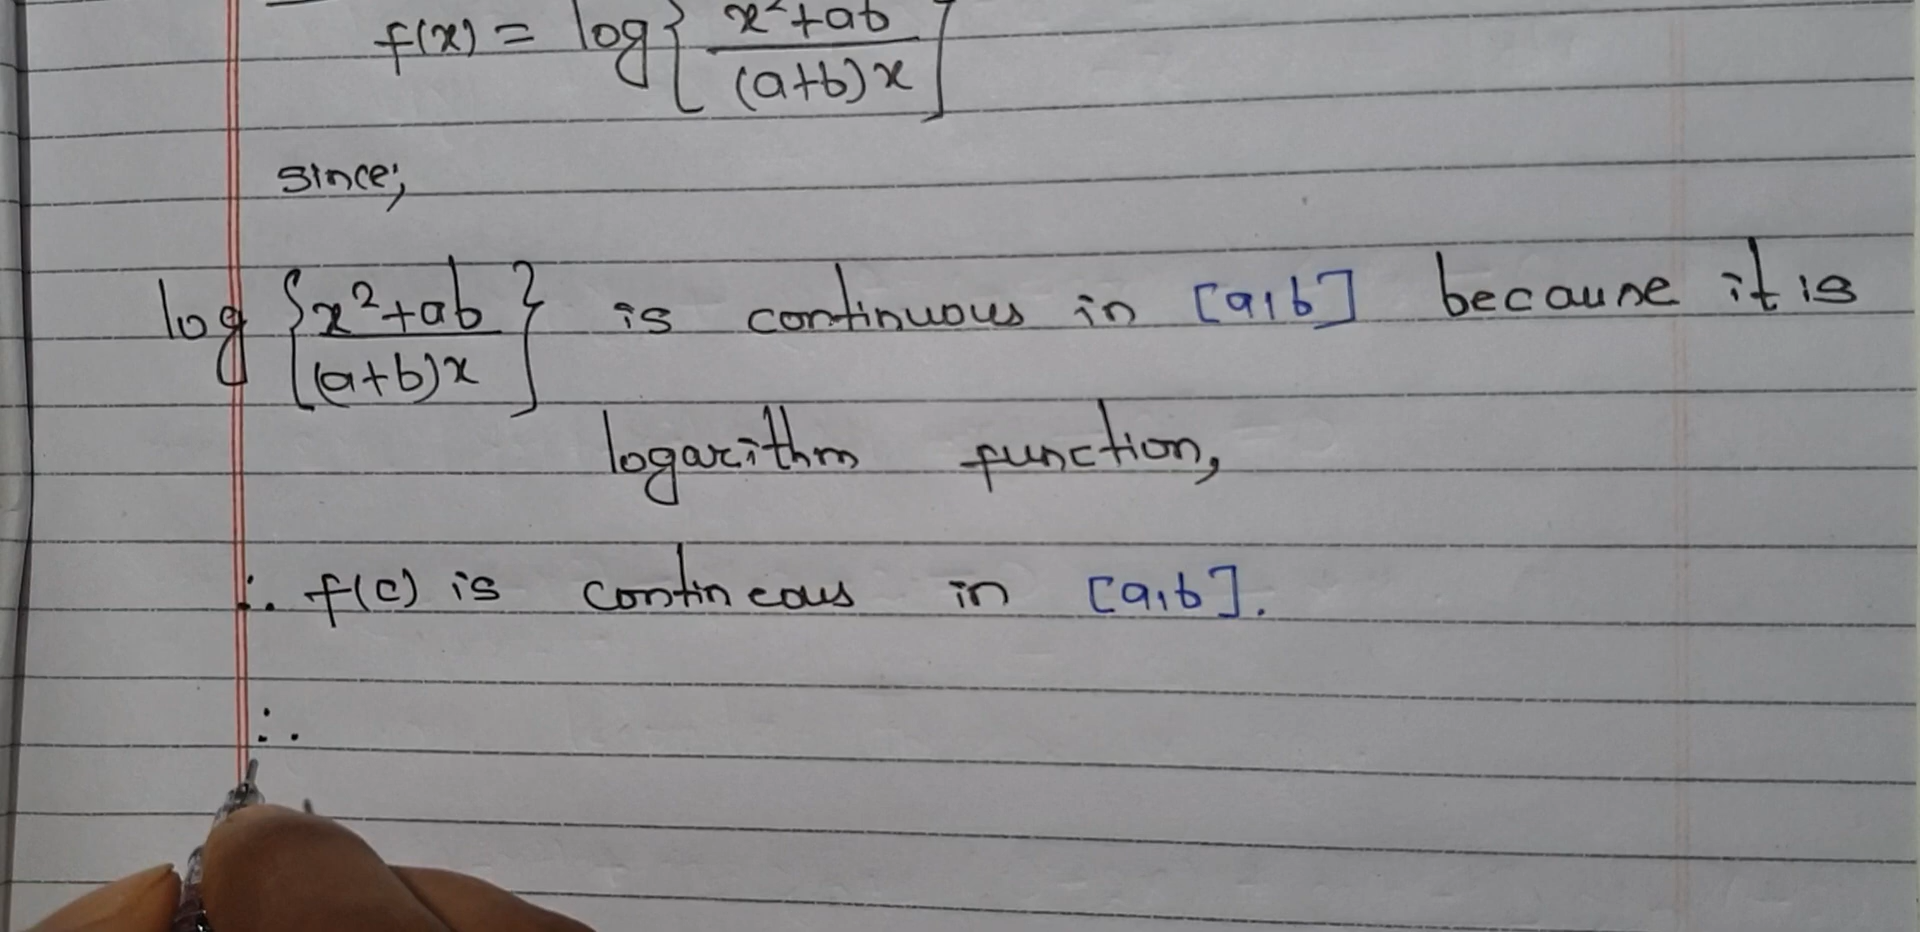 f(x) = log{x²+ab/(a+b)x}
since;
log {x²+ab/(a+b)x} is continuous in [a,b] because it is
logarithm function,
∴ f(c) is contineous in [a,b].
∴